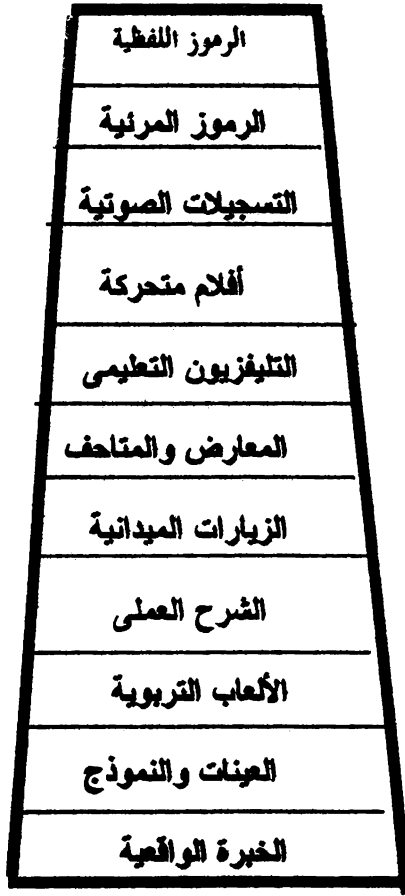 الرموز اللفظية
الرموز المرئية
التسجيلات الصوتية
أفلام متحركة
التليفزيون التعليمى
المعارض والمتاحف
الزيارات الميدانية
الشرح العملى
الألعاب التربوية
العينات والنموذج
الخبرة الواقعية